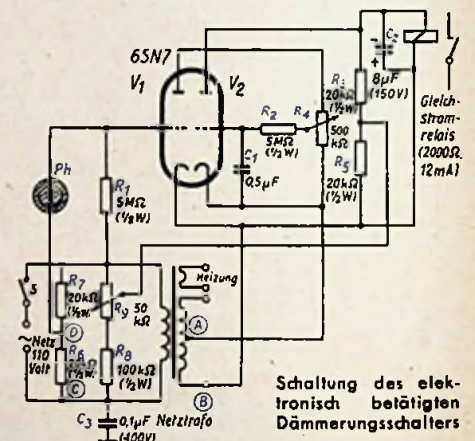 6SN7
V1
V2
C2
8µF
(150V)
Gleich-
strom-
relais
(2000Ω,
12mA)
R3
20kΩ
(½W)
R4
500
kΩ
R2
5MΩ
(⅛W)
C1
0,5µF
R5
20kΩ
(½W)
Ph
R1
5MΩ
(⅛W)
S
R7
20kΩ
(½W.
R9
50
kΩ
Heizung
A
D
~Netz
110
Volt
R6
½W.
C
R8
100kΩ
(½W)
B
C3
0,1µF
(400V)
Netztrafo
Schaltung des elek-
tronisch betätigten
Dämmerungsschalters